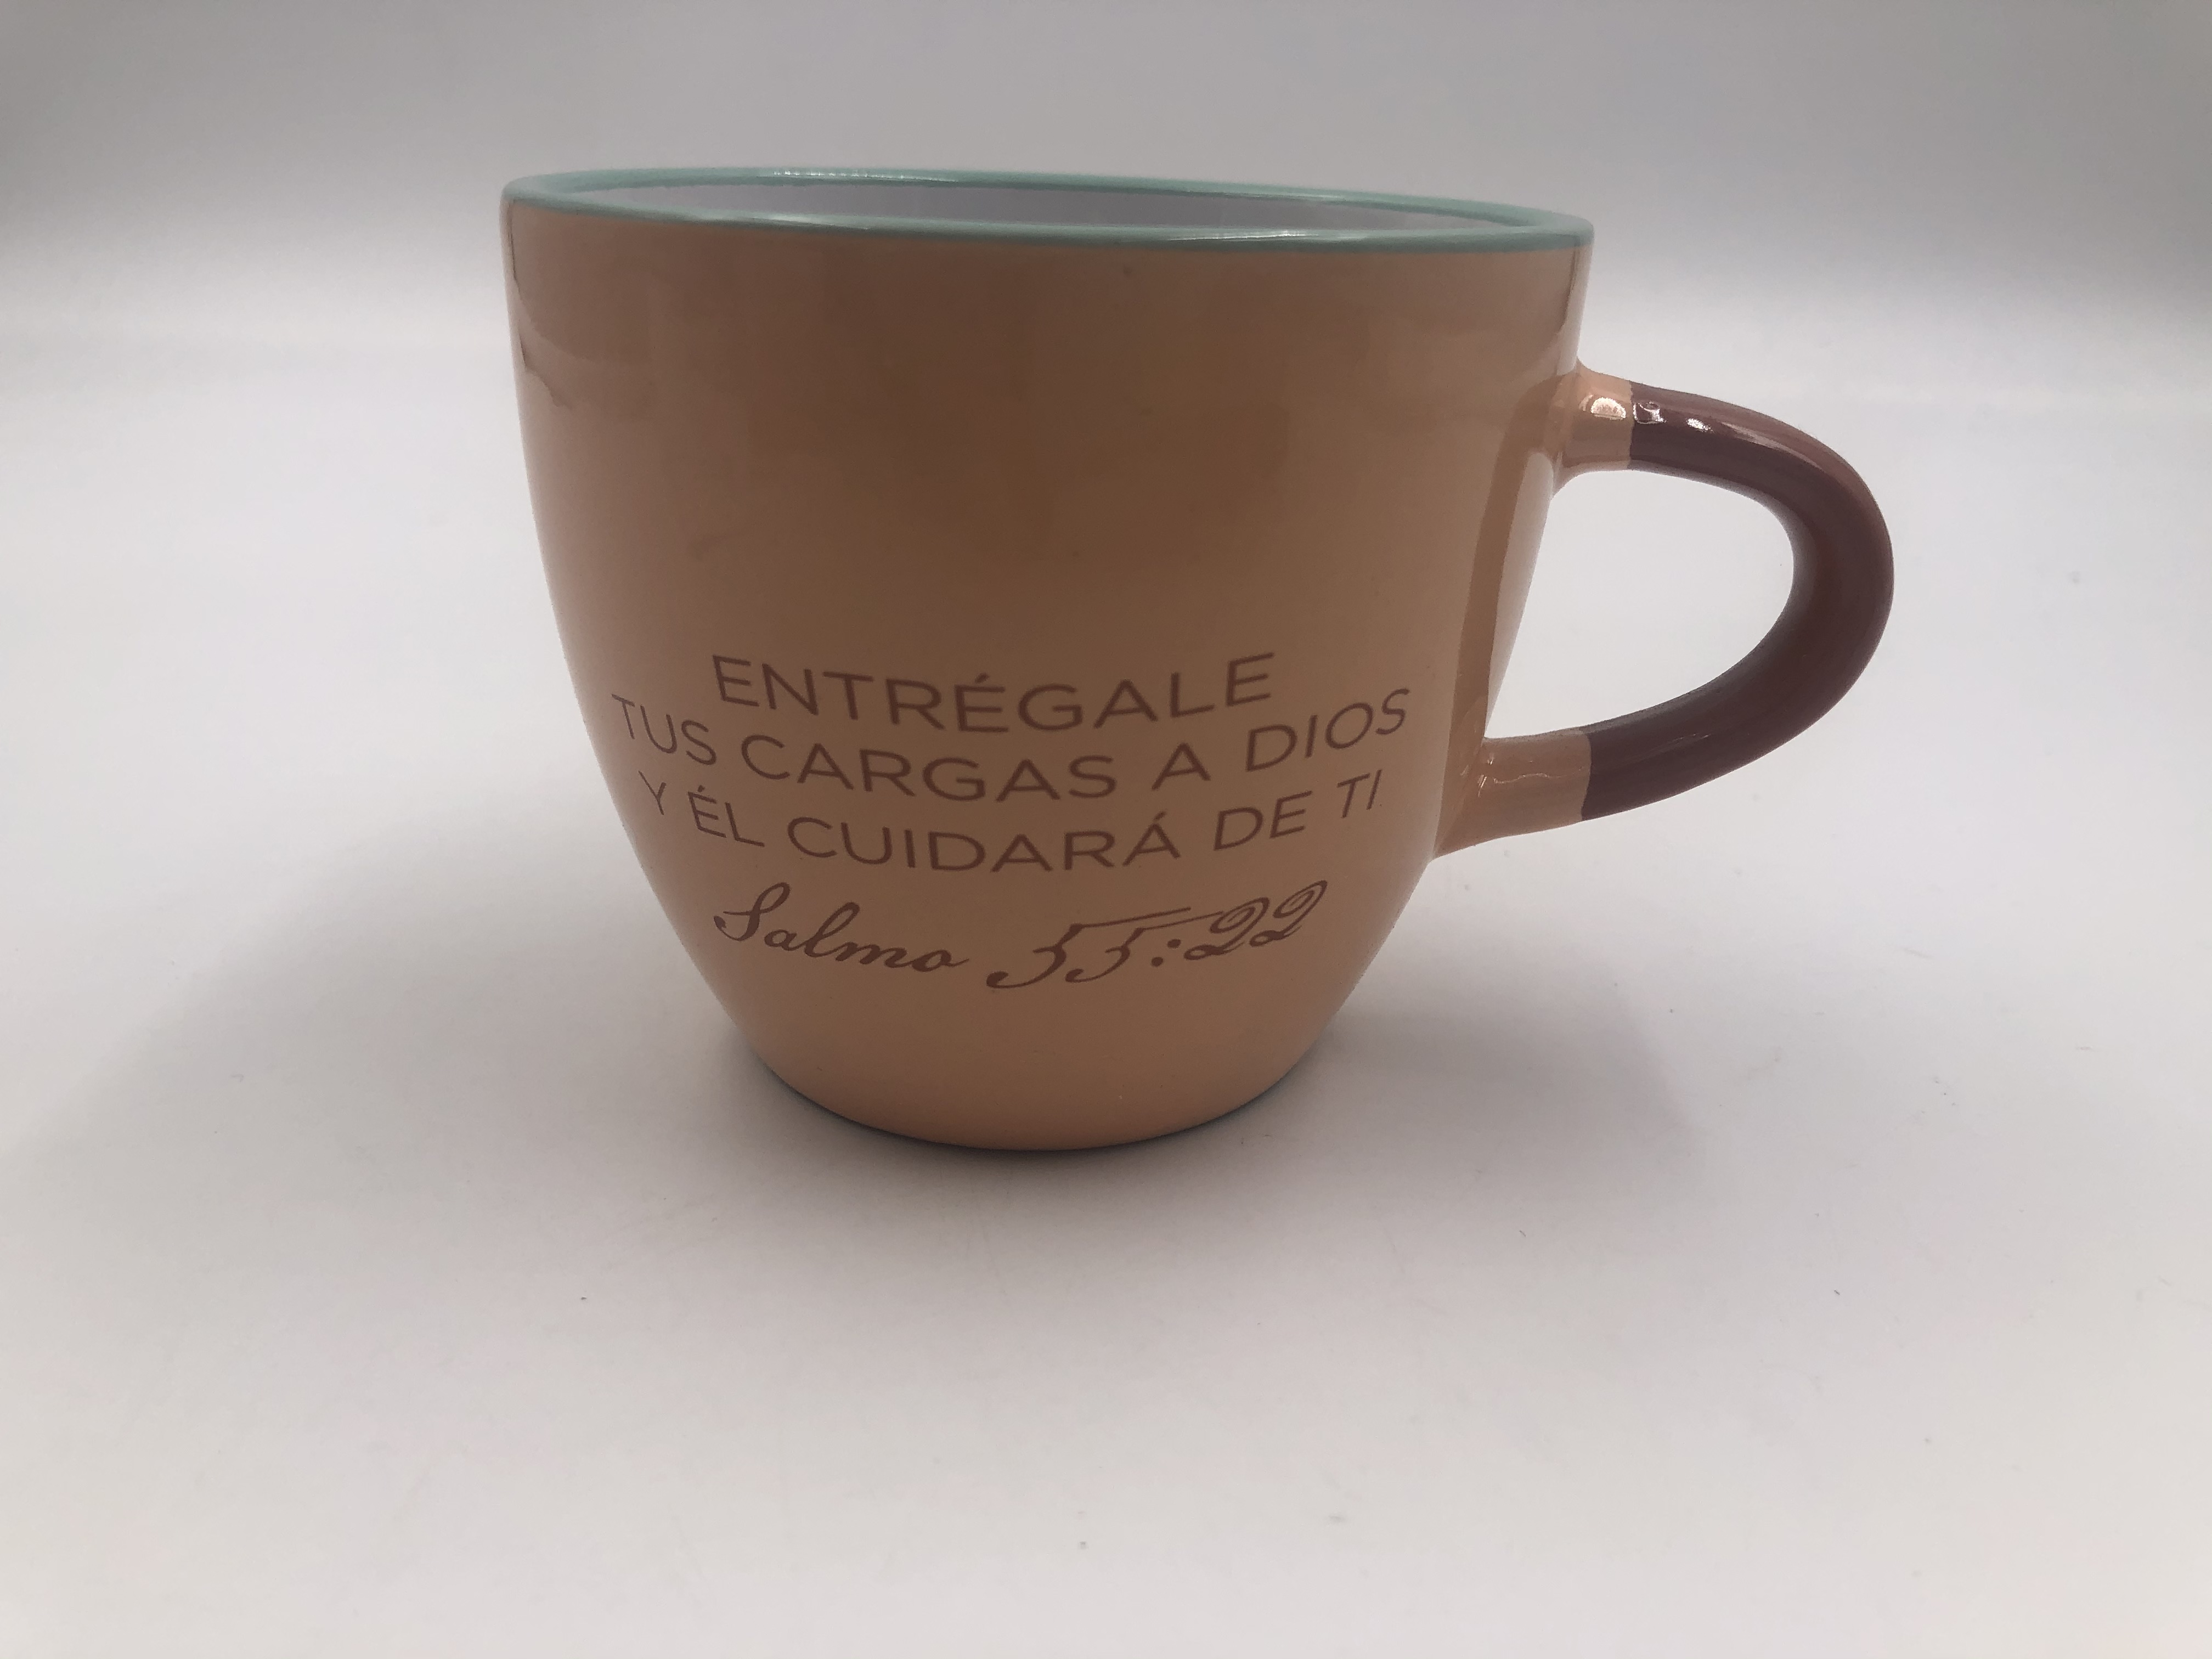 ENTRÉGALE
TUS CARGAS A DIOS
Y ÉL CUIDARÁ DE TI
Salmo 55:22